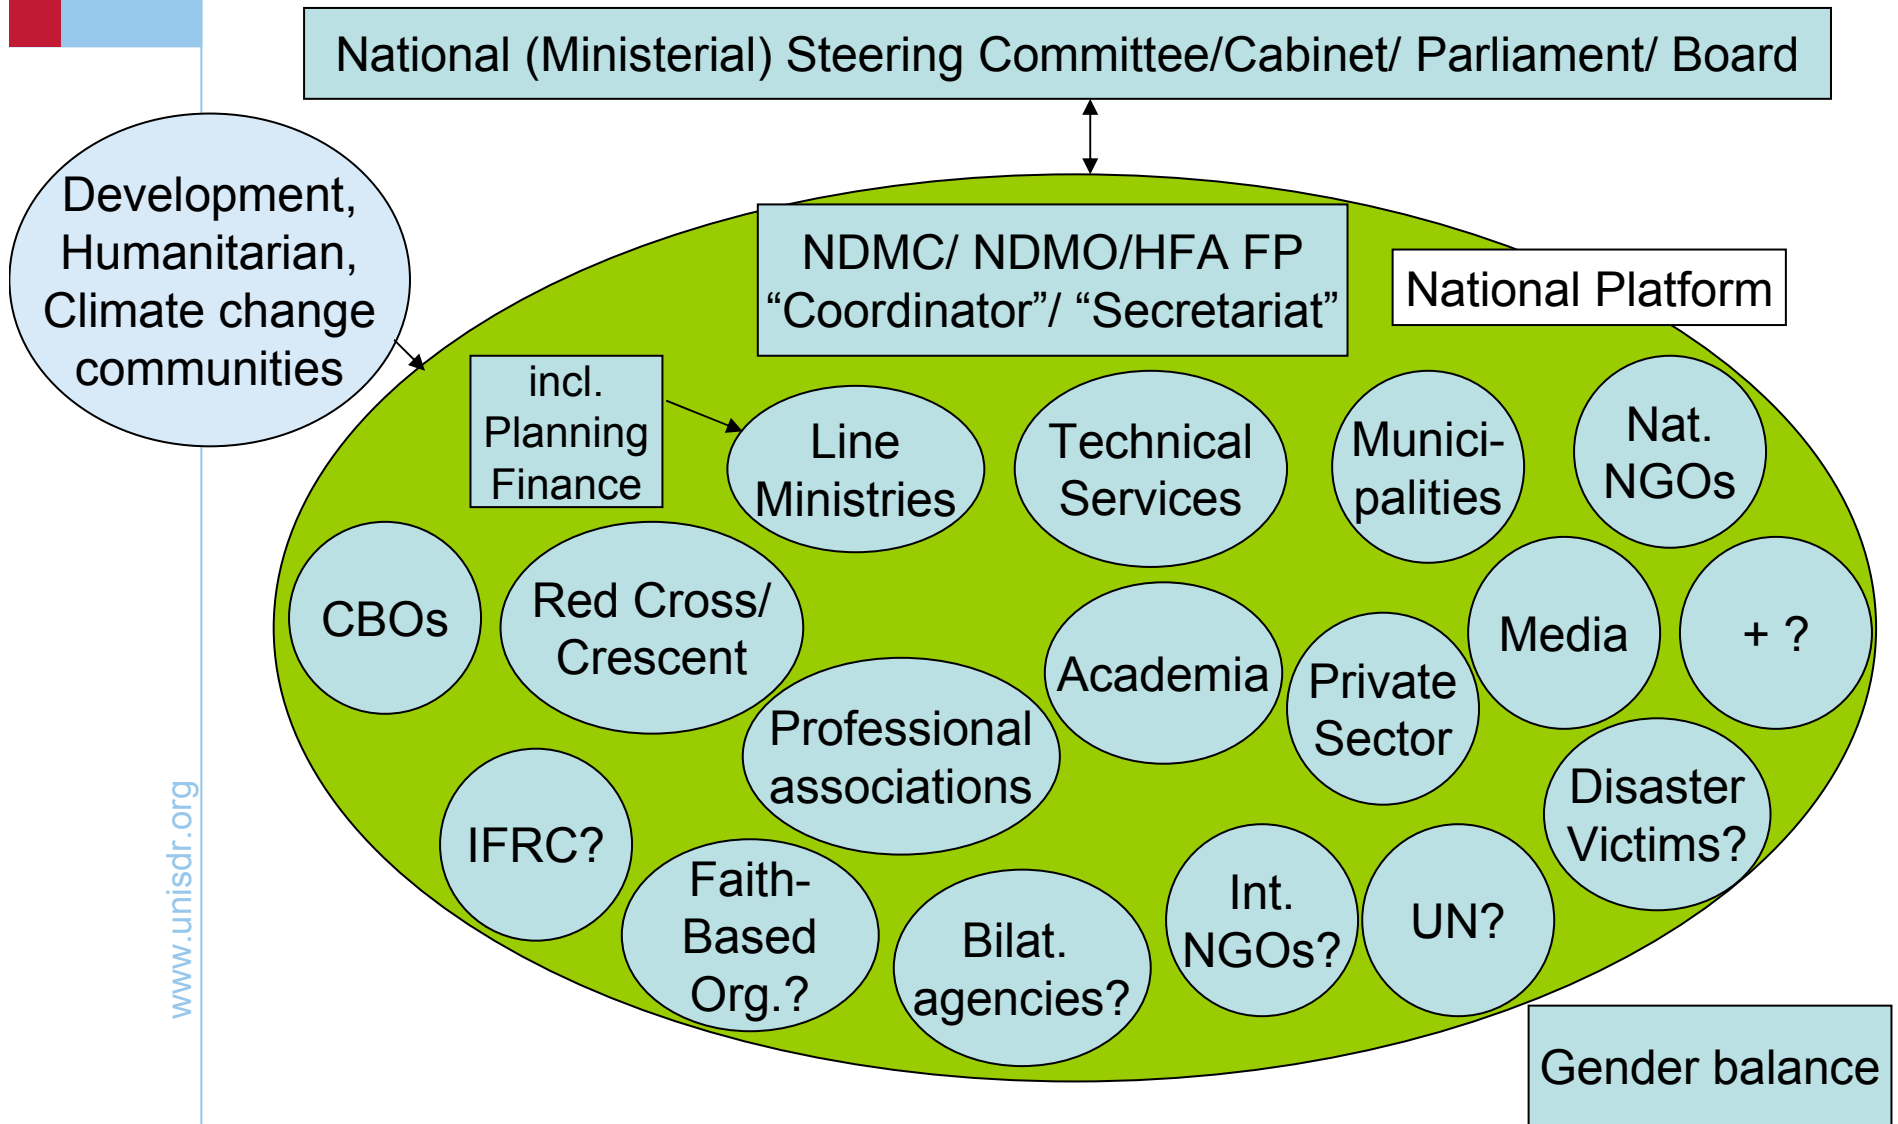 National (Ministerial) Steering Committee/Cabinet/ Parliament/ Board
Development,
Humanitarian,
Climate change
communities
NDMC/ NDMO/HFA FP
“Coordinator”/ “Secretariat”
National Platform
incl.
Planning
Finance
Line
Ministries
Technical
Services
Munici-
palities
Nat.
NGOs
CBOs
Red Cross/
Crescent
Professional
associations
Academia
Private
Sector
Media
+ ?
IFRC?
Faith-
Based
Org.?
Bilat.
agencies?
Int.
NGOs?
UN?
Disaster
Victims?
Gender balance
www.unisdr.org